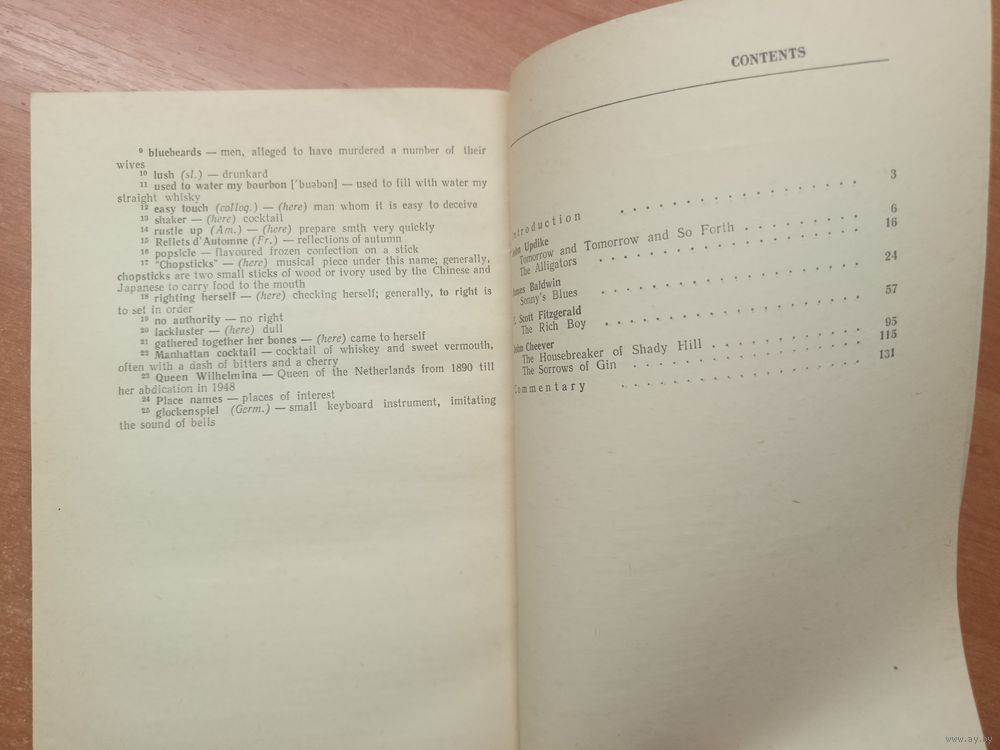 ⁹ bluebeards — men, alleged to have murdered a number of their
wives
¹⁰ lush (sl.) — drunkard
¹¹ used to water my bourbon ['buəbən] — used to fill with water my
straight whisky
¹² easy touch (colloq.) — (here) man whom it is easy to deceive
¹³ shaker — (here) cocktail
¹⁴ rustle up (Am.) — (here) prepare smth very quickly
¹⁵ Reflets d'Automne (Fr.) — reflections of autumn
¹⁶ popsicle — flavoured frozen confection on a stick
¹⁷ "Chopsticks" — (here) musical piece under this name; generally,
chopsticks are two small sticks of wood or ivory used by the Chinese and
Japanese to carry food to the mouth
¹⁸ righting herself — (here) checking herself; generally, to right is
to set in order
¹⁹ no authority — no right
²⁰ lackluster — (here) dull
²¹ gathered together her bones — (here) came to herself
²² Manhattan cocktail — cocktail of whiskey and sweet vermouth,
often with a dash of bitters and a cherry
²³ Queen Wilhelmina — Queen of the Netherlands from 1890 till
her abdication in 1948
²⁴ Place names — places of interest
²⁵ glockenspiel (Germ.) — small keyboard instrument, imitating
the sound of bells
CONTENTS
ntroduction . . . . . . . . . . . . . 3
ohn Updike
Tomorrow and Tomorrow and So Forth . . . . . . . 6
The Alligators . . . . . . . . . . . . . . 16
ames Baldwin
Sonny's Blues . . . . . . . . . . . . . . 24
Scott Fitzgerald
The Rich Boy . . . . . . . . . . . . . . 57
ohn Cheever
The Housebreaker of Shady Hill . . . . . . . . 95
The Sorrows of Gin . . . . . . . . . . . . 115
ommentary . . . . . . . . . . . . . 131
www.ay.by